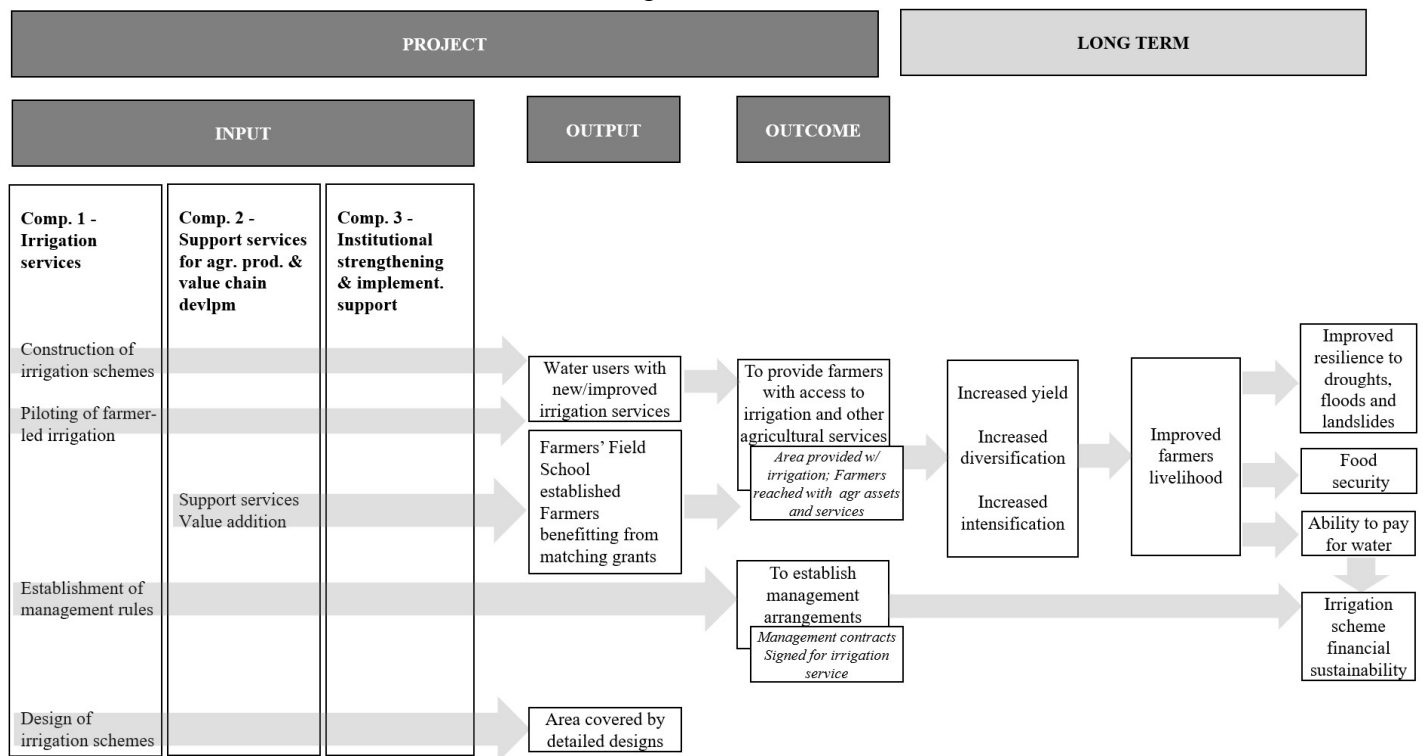 PROJECT
LONG TERM
INPUT
OUTPUT
OUTCOME
Comp. 1 -
Irrigation
services
Comp. 2 -
Support services
for agr. prod. &
value chain
devlpm
Comp. 3 -
Institutional
strengthening
& implement.
support
Construction of
irrigation schemes
Piloting of farmer-
led irrigation
Support services
Value addition
Establishment of
management rules
Design of
irrigation schemes
Water users with
new/improved
irrigation services
Farmers’ Field
School
established
Farmers
benefitting from
matching grants
Area covered by
detailed designs
To provide farmers
with access to
irrigation and other
agricultural services
Area provided w/
irrigation; Farmers
reached with agr assets
and services
To establish
management
arrangements
Management contracts
Signed for irrigation
service
Increased yield
Increased
diversification
Increased
intensification
Improved
farmers
livelihood
Improved
resilience to
droughts,
floods and
landslides
Food
security
Ability to pay
for water
Irrigation
scheme
financial
sustainability